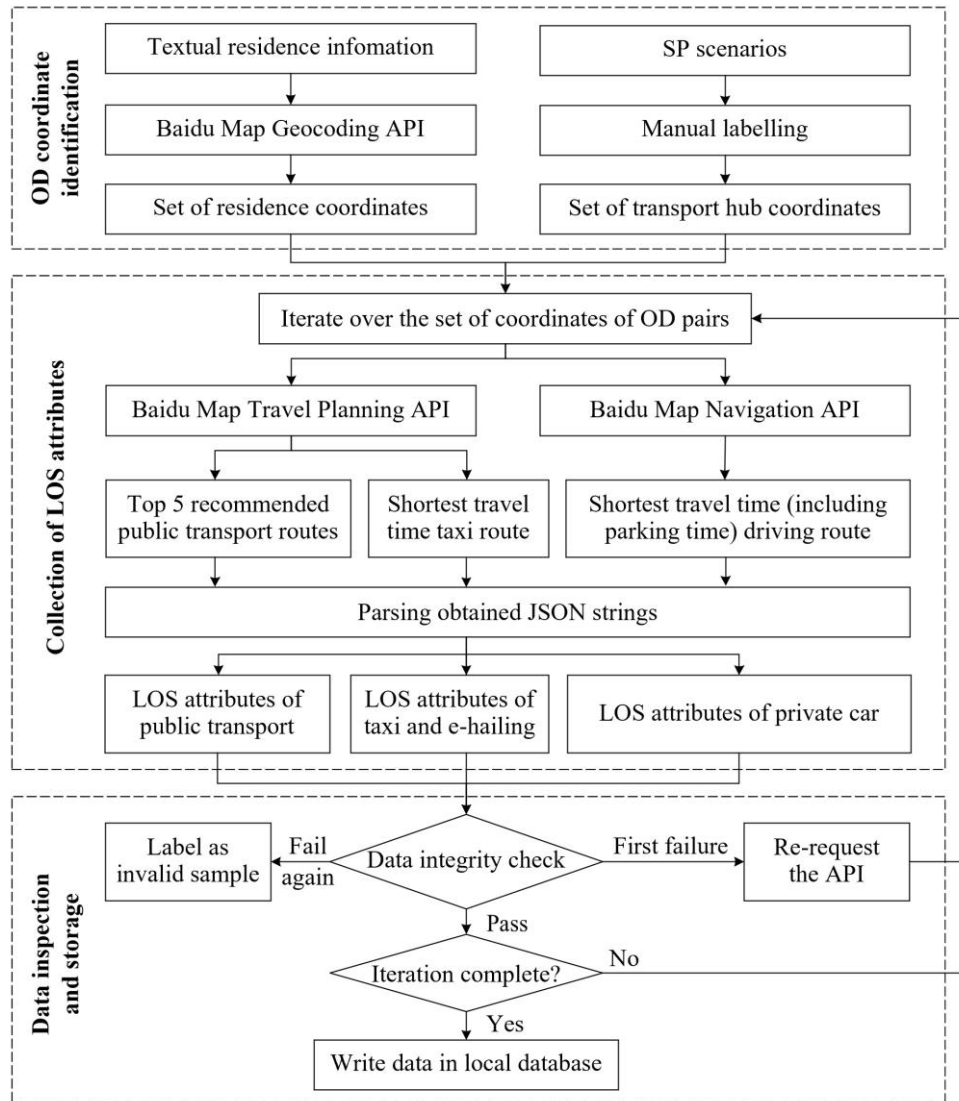 OD coordinate
identification
Textual residence infomation
SP scenarios
Baidu Map Geocoding API
Manual labelling
Set of residence coordinates
Set of transport hub coordinates
Collection of LOS attributes
Iterate over the set of coordinates of OD pairs
Baidu Map Travel Planning API
Baidu Map Navigation API
Top 5 recommended
public transport routes
Shortest travel
time taxi route
Shortest travel time (including
parking time) driving route
Parsing obtained JSON strings
LOS attributes of
public transport
LOS attributes of
taxi and e-hailing
LOS attributes of private car
Data inspection
and storage
Label as
invalid sample
Fail
again
Data integrity check
First failure
Re-request
the API
Pass
Iteration complete?
No
Yes
Write data in local database